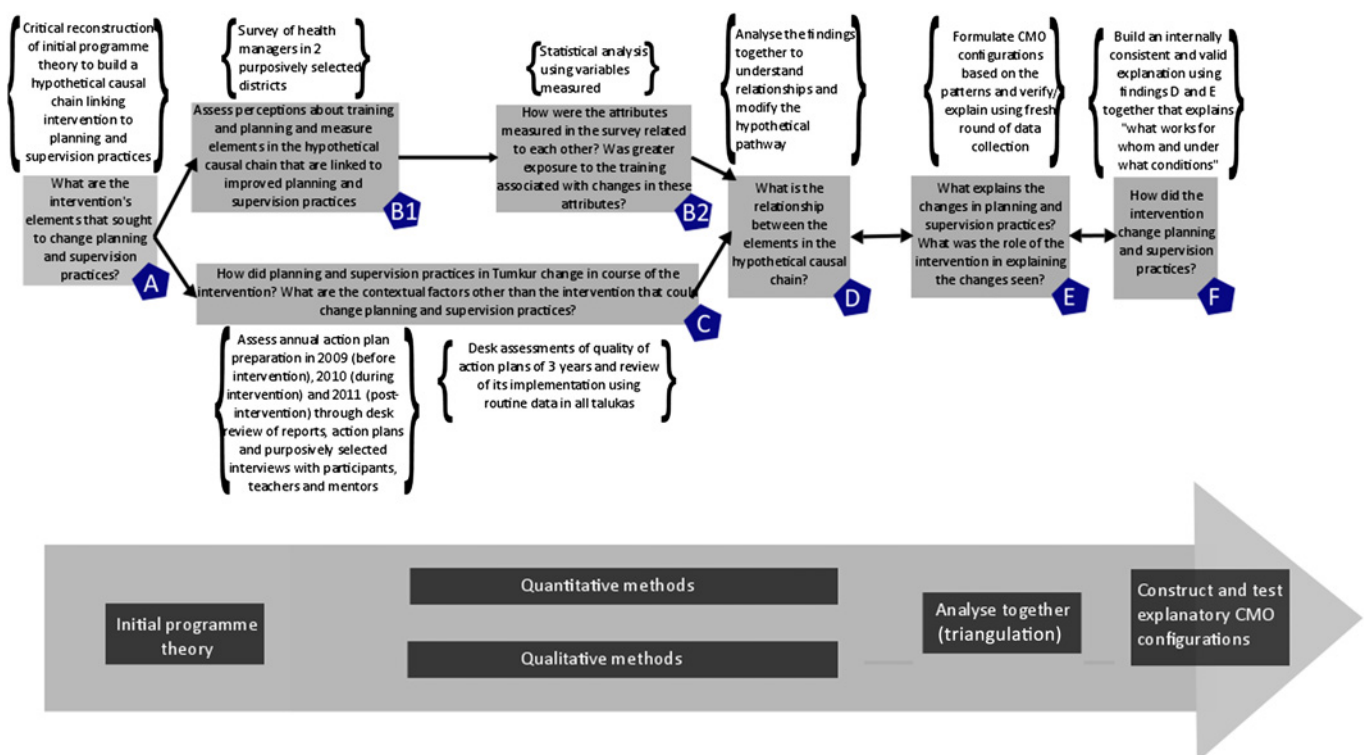 Critical reconstruction
of initial programme
theory to build a
hypothetical causal
chain linking
intervention to
planning and
supervision practices
What are the
intervention's
elements that sought
to change planning
and supervision
practices?
A
Survey of health
managers in 2
purposively selected
districts
Assess perceptions about training
and planning and measure
elements in the hypothetical
causal chain that are linked to
improved planning and
supervision practices
B1
Statistical analysis
using variables
measured
How were the attributes
measured in the survey related
to each other? Was greater
exposure to the training
associated with changes in these
attributes?
B2
How did planning and supervision practices in Tumkur change in course of the
intervention? What are the contextual factors other than the intervention that could
change planning and supervision practices?
C
Assess annual action plan
preparation in 2009 (before
intervention), 2010 (during
intervention) and 2011 (post-
intervention) through desk
review of reports, action plans
and purposively selected
interviews with participants,
teachers and mentors
Desk assessments of quality of
action plans of 3 years and review
of its implementation using
routine data in all talukas
Analyse the findings
together to
understand
relationships and
modify the
hypothetical
pathway
What is the
relationship
between the
elements in the
hypothetical causal
chain?
D
Formulate CMO
configurations
based on the
patterns and verify/
explain using fresh
round of data
collection
What explains the
changes in planning and
supervision practices?
What was the role of the
intervention in explaining
the changes seen?
E
Build an internally
consistent and valid
explanation using
findings D and E
together that explains
"what works for
whom and under
what conditions"
How did the
intervention
change planning
and supervision
practices?
F
Initial programme
theory
Quantitative methods
Qualitative methods
Analyse together
(triangulation)
Construct and test
explanatory CMO
configurations